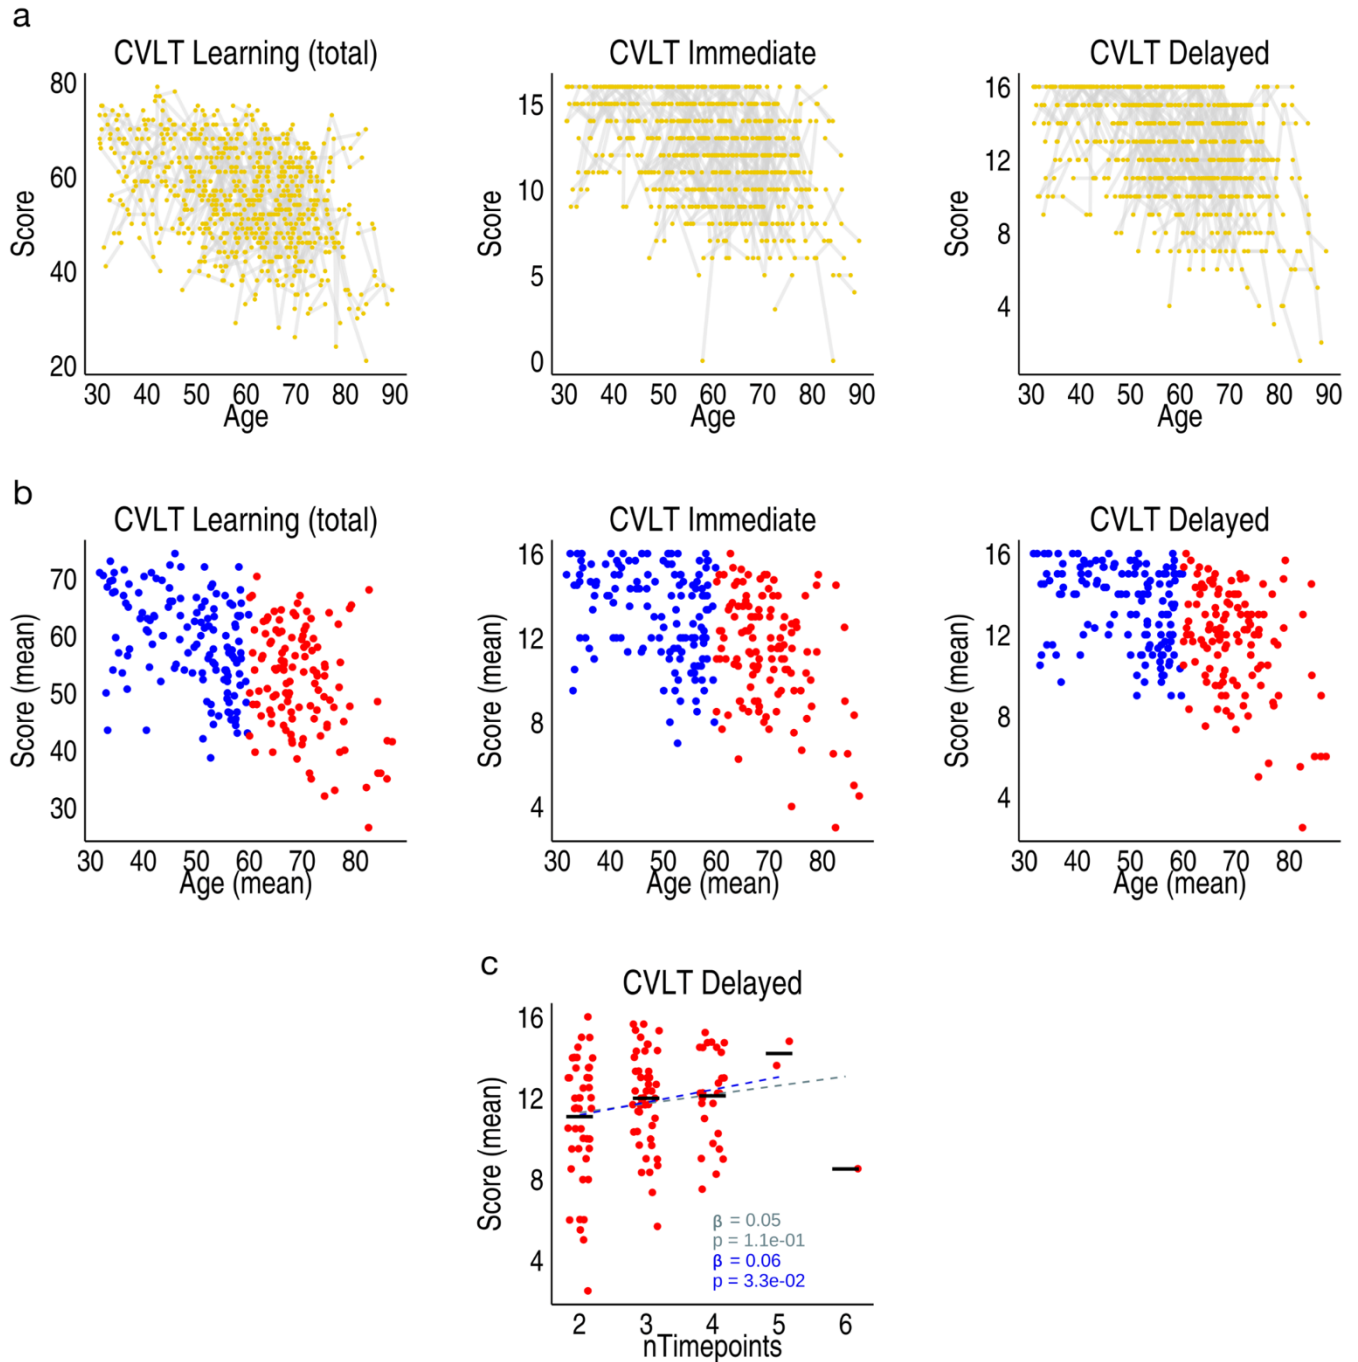 a
CVLT Learning (total)
CVLT Immediate
CVLT Delayed
Score
80
60
40
20
30 40 50 60 70 80 90
Age
Score
15
10
5
0
30 40 50 60 70 80 90
Age
Score
16
12
8
4
30 40 50 60 70 80 90
Age
b
CVLT Learning (total)
CVLT Immediate
CVLT Delayed
Score (mean)
70
60
50
40
30
30 40 50 60 70 80
Age (mean)
Score (mean)
16
12
8
4
30 40 50 60 70 80
Age (mean)
Score (mean)
16
12
8
4
30 40 50 60 70 80
Age (mean)
c
CVLT Delayed
Score (mean)
16
12
8
4
β = 0.05
p = 1.1e-01
β = 0.06
p = 3.3e-02
2 3 4 5 6
nTimepoints